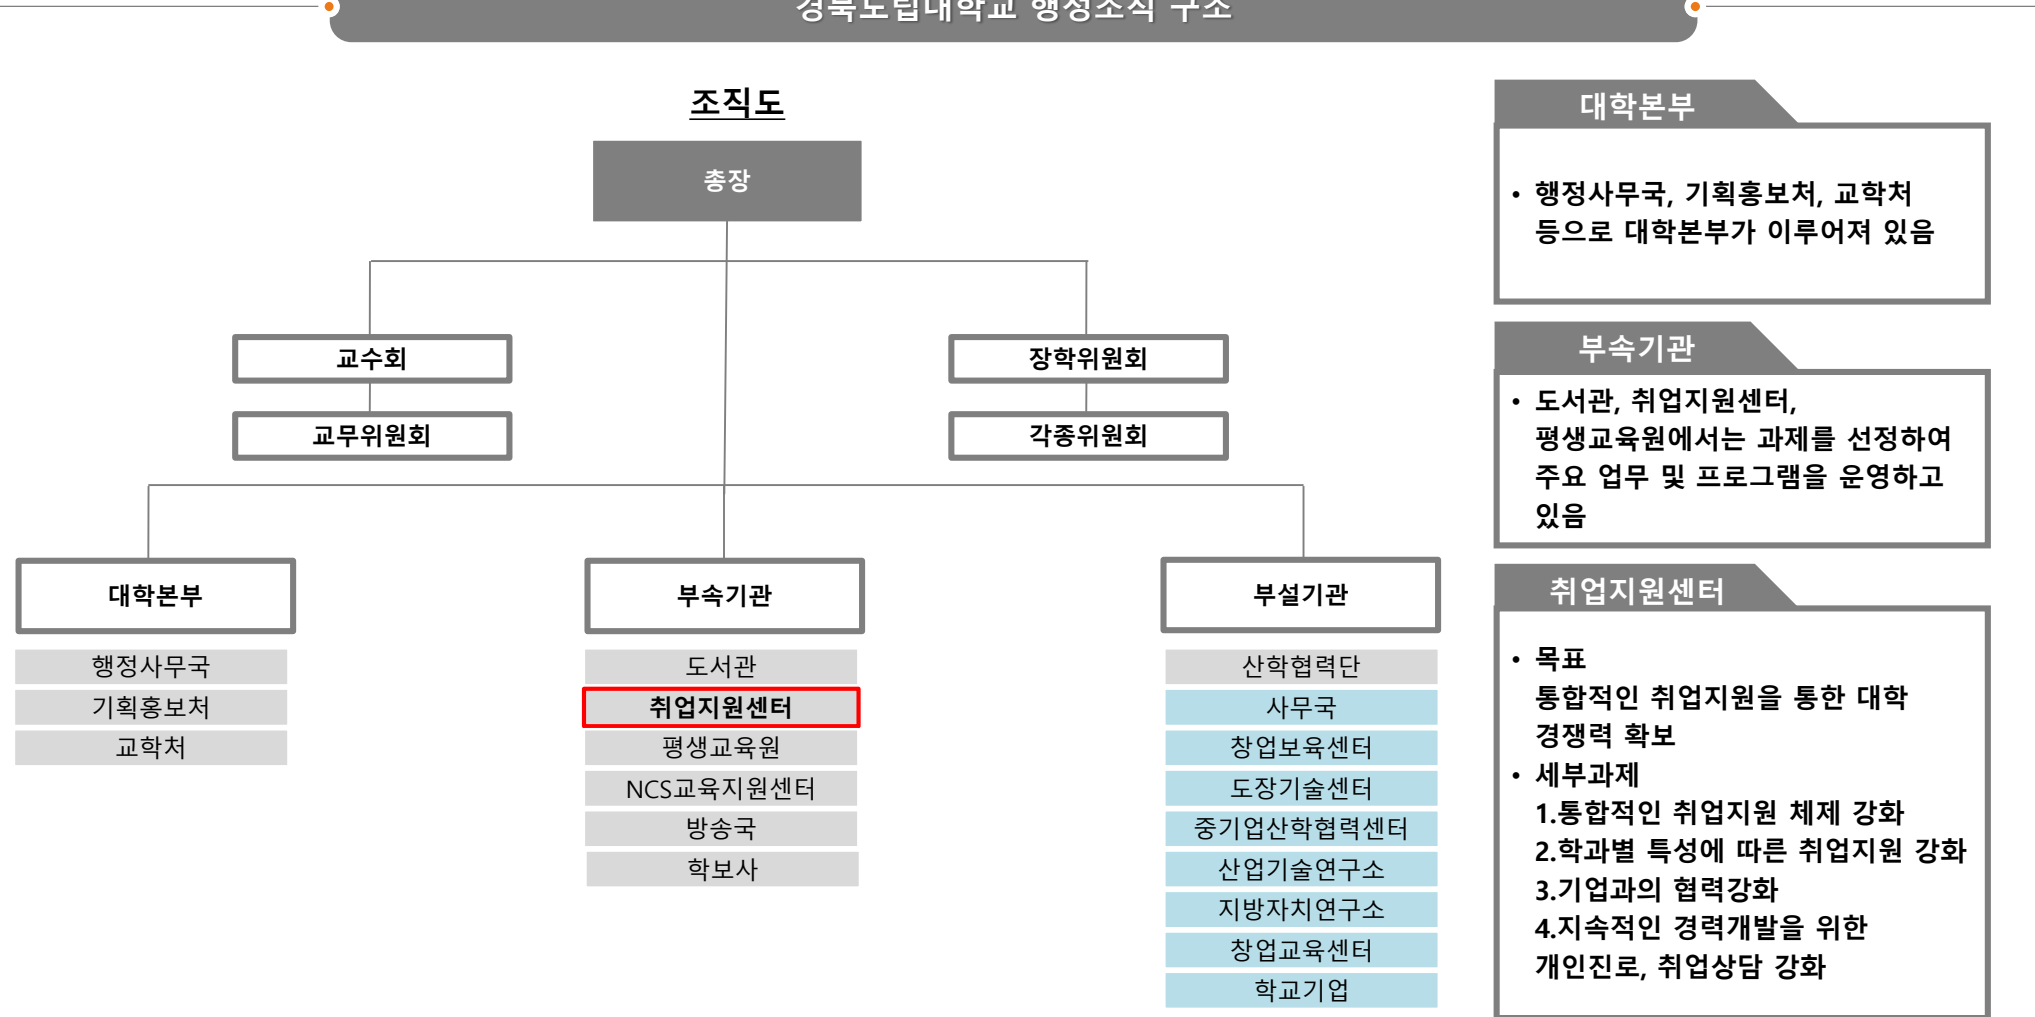 경북도립대학교 행정조직 구조
조직도
총장
교수회
장학위원회
교무위원회
각종위원회
대학본부
부속기관
부설기관
행정사무국
기획홍보처
교학처
도서관
취업지원센터
평생교육원
NCS교육지원센터
방송국
학보사
산학협력단
사무국
창업보육센터
도장기술센터
중기업산학협력센터
산업기술연구소
지방자치연구소
창업교육센터
학교기업
대학본부
• 행정사무국, 기획홍보처, 교학처
등으로 대학본부가 이루어져 있음
부속기관
• 도서관, 취업지원센터,
평생교육원에서는 과제를 선정하여
주요 업무 및 프로그램을 운영하고
있음
취업지원센터
• 목표
통합적인 취업지원을 통한 대학
경쟁력 확보
• 세부과제
1.통합적인 취업지원 체제 강화
2.학과별 특성에 따른 취업지원 강화
3.기업과의 협력강화
4.지속적인 경력개발을 위한
개인진로, 취업상담 강화